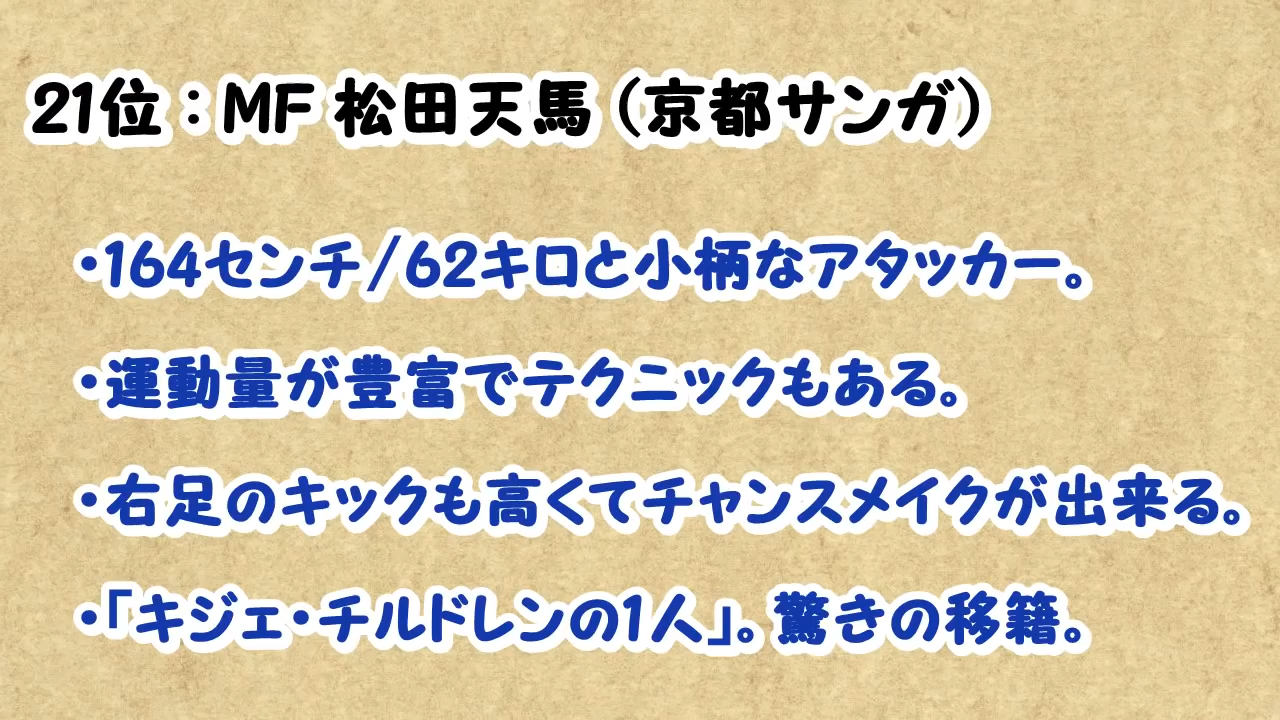 21位：MF 松田天馬（京都サンガ）
・164センチ/62キロと小柄なアタッカー。
・運動量が豊富でテクニックもある。
・右足のキックも高くてチャンスメイクが出来る。
・「キジェ・チルドレンの1人」。驚きの移籍。